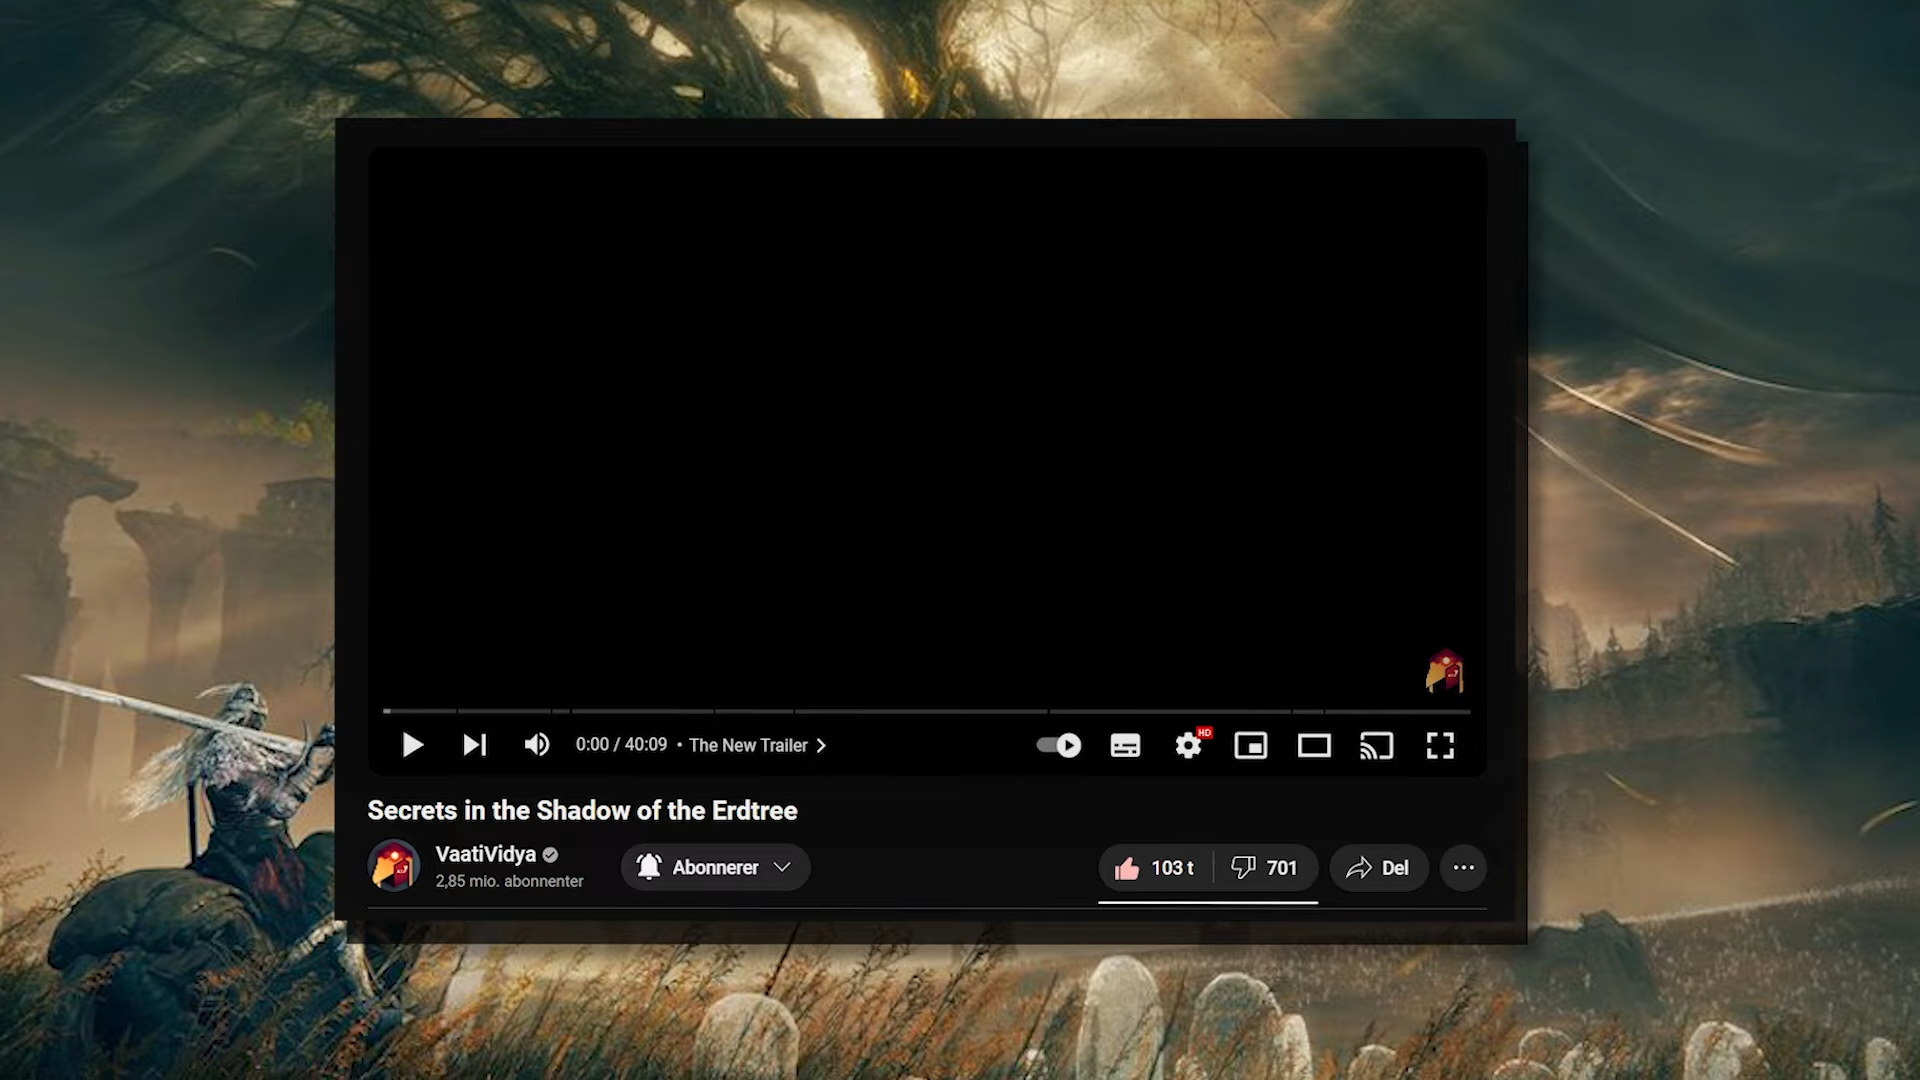 0:00 / 40:09 • The New Trailer
HD
Secrets in the Shadow of the Erdtree
VaatiVidya
2,85 mio. abonnenter
Abonnerer
103 t
701
Del